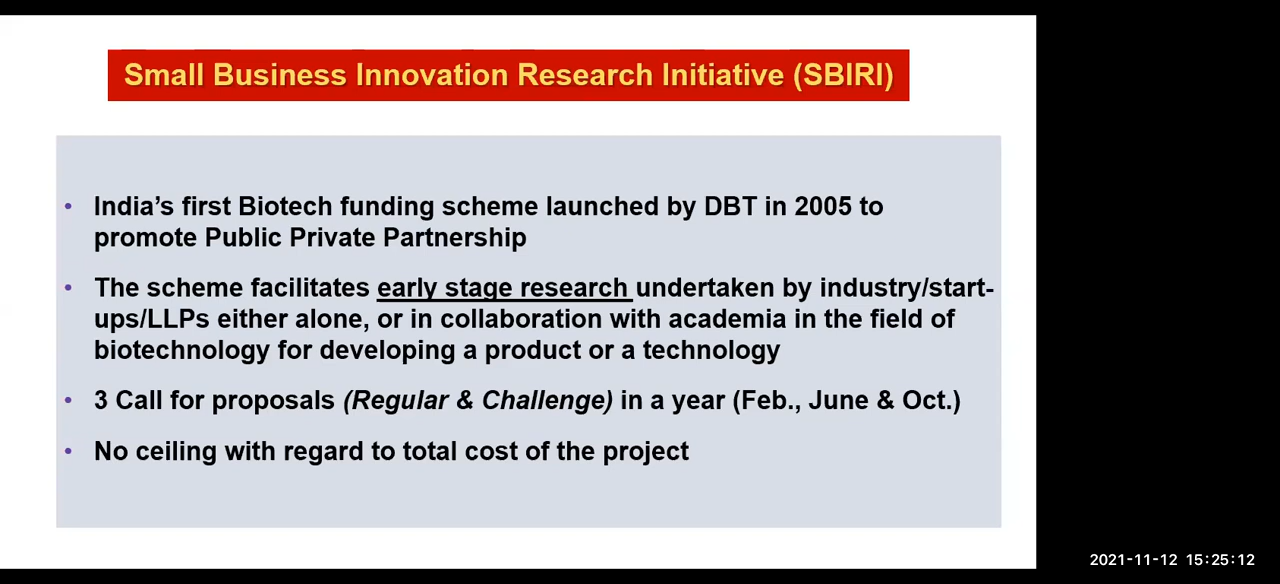 Small Business Innovation Research Initiative (SBIRI)
• India’s first Biotech funding scheme launched by DBT in 2005 to
promote Public Private Partnership
• The scheme facilitates early stage research undertaken by industry/start-
ups/LLPs either alone, or in collaboration with academia in the field of
biotechnology for developing a product or a technology
• 3 Call for proposals (Regular & Challenge) in a year (Feb., June & Oct.)
• No ceiling with regard to total cost of the project
2021-11-12 15:25:12